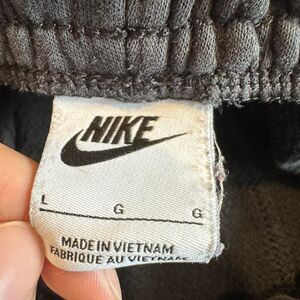 NIKE
L G G
MADE IN VIETNAM
FABRIQUE AU VIETNAM